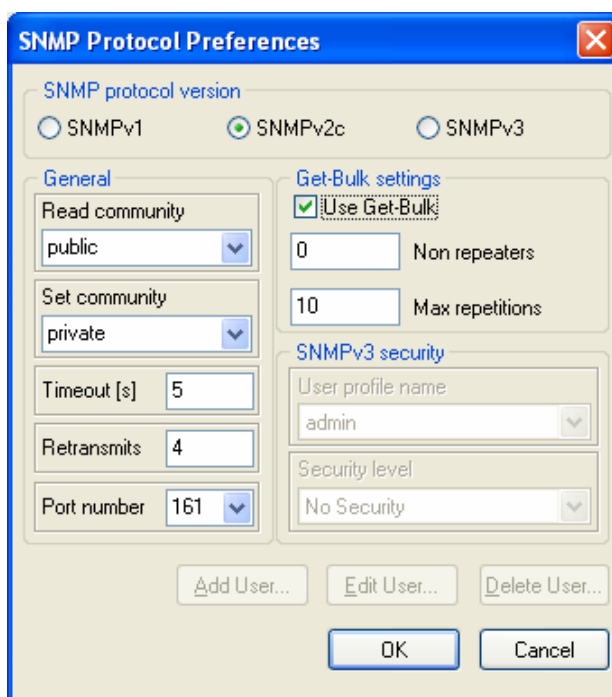 SNMP Protocol Preferences
SNMP protocol version
SNMPv1
SNMPv2c
SNMPv3
General
Read community
public
Set community
private
Timeout [s]
5
Retransmits
4
Port number
161
Get-Bulk settings
Use Get-Bulk
0
Non repeaters
10
Max repetitions
SNMPv3 security
User profile name
admin
Security level
No Security
Add User...
Edit User...
Delete User...
OK
Cancel